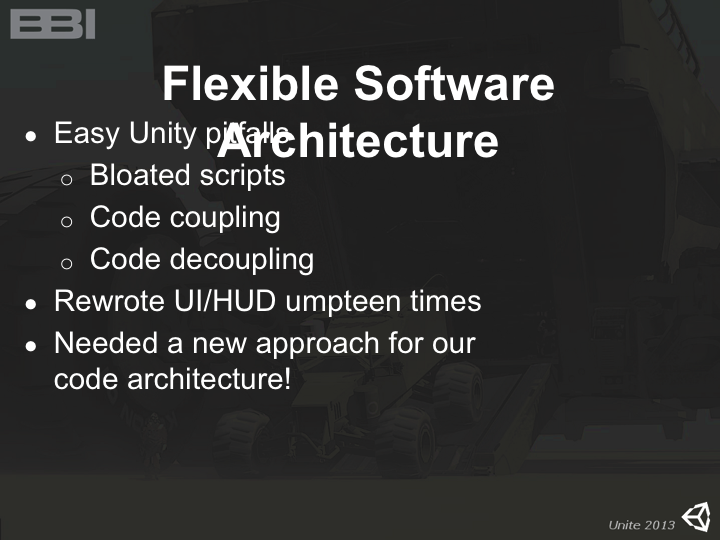 BBI
Flexible Software
Architecture
● Easy Unity pitfalls
○ Bloated scripts
○ Code coupling
○ Code decoupling
● Rewrote UI/HUD umpteen times
● Needed a new approach for our
code architecture!
Unite 2013